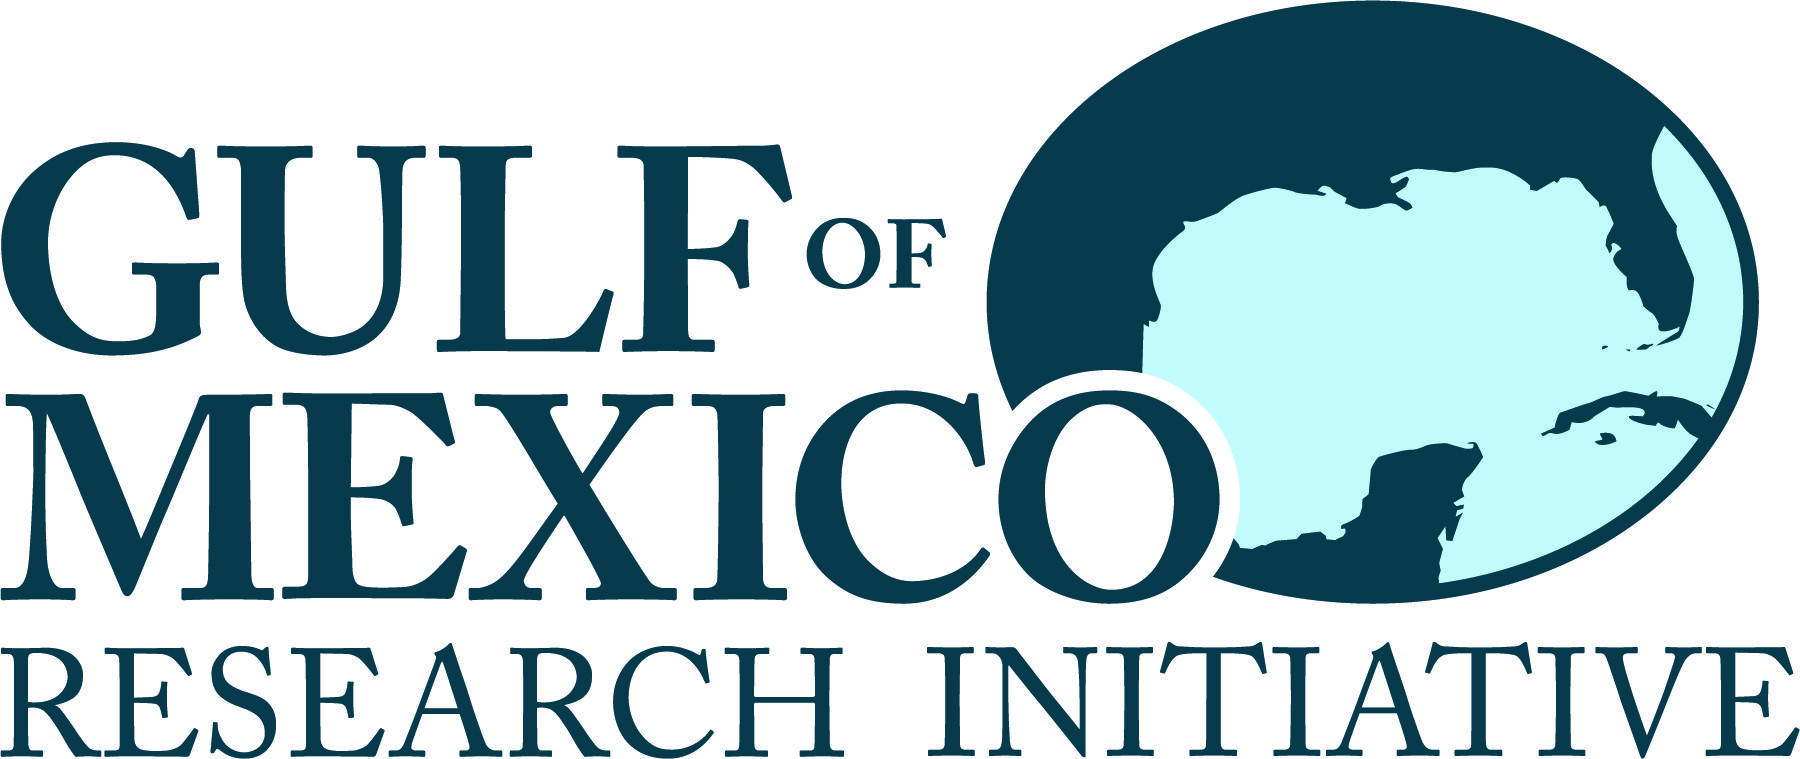 GULF OF
MEXICO
RESEARCH INITIATIVE